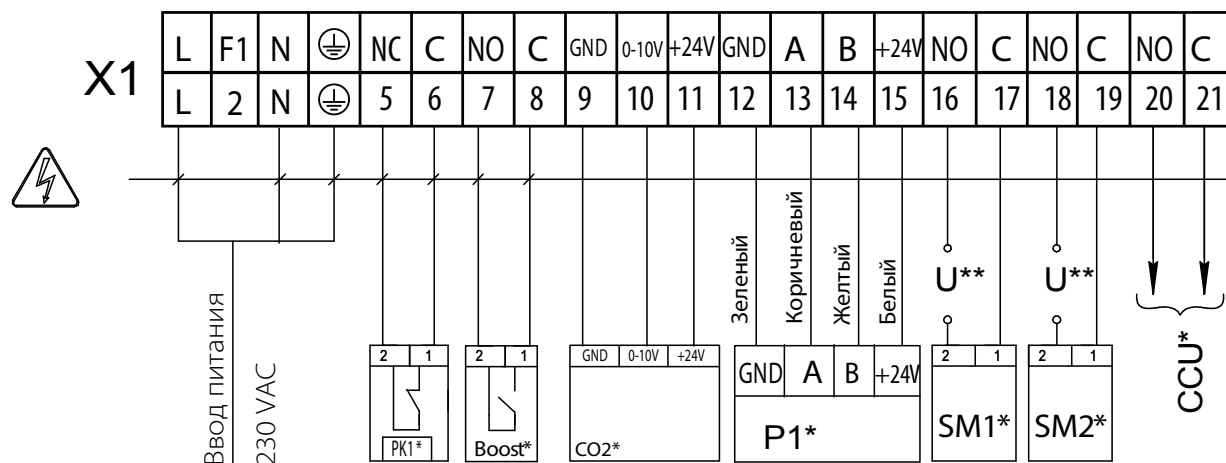 X1
L F1 N NC C NO C GND 0-10V +24V GND A B +24V NO C NO C NO C
L 2 N 5 6 7 8 9 10 11 12 13 14 15 16 17 18 19 20 21
Ввод питания
230 VAC
2 1
PK1*
2 1
Boost*
GND 0-10V +24V
CO2*
Зеленый
Коричневый
Желтый
Белый
GND A B +24V
P1*
U**
2 1
SM1*
U**
2 1
SM2*
CCU*